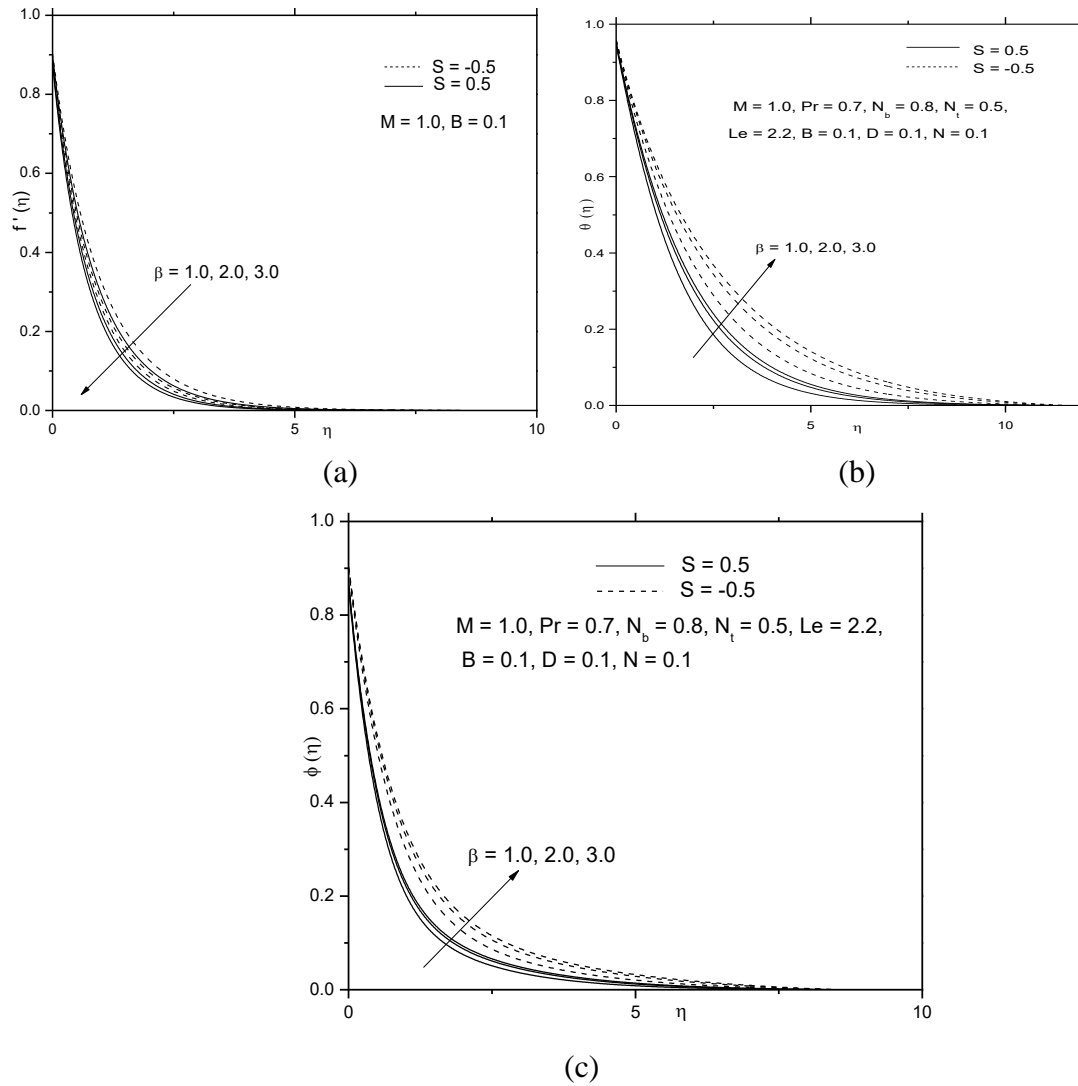 1.0
0.8
0.6
0.4
0.2
0.0
0
5
10
f ' (η)
η
S = -0.5
S = 0.5
M = 1.0, B = 0.1
β = 1.0, 2.0, 3.0
(a)
1.0
0.8
0.6
0.4
0.2
0.0
0
5
10
θ (η)
η
S = 0.5
S = -0.5
M = 1.0, Pr = 0.7, N_b = 0.8, N_t = 0.5,
Le = 2.2, B = 0.1, D = 0.1, N = 0.1
β = 1.0, 2.0, 3.0
(b)
1.0
0.8
0.6
0.4
0.2
0.0
0
5
10
ϕ (η)
η
S = 0.5
S = -0.5
M = 1.0, Pr = 0.7, N_b = 0.8, N_t = 0.5, Le = 2.2,
B = 0.1, D = 0.1, N = 0.1
β = 1.0, 2.0, 3.0
(c)